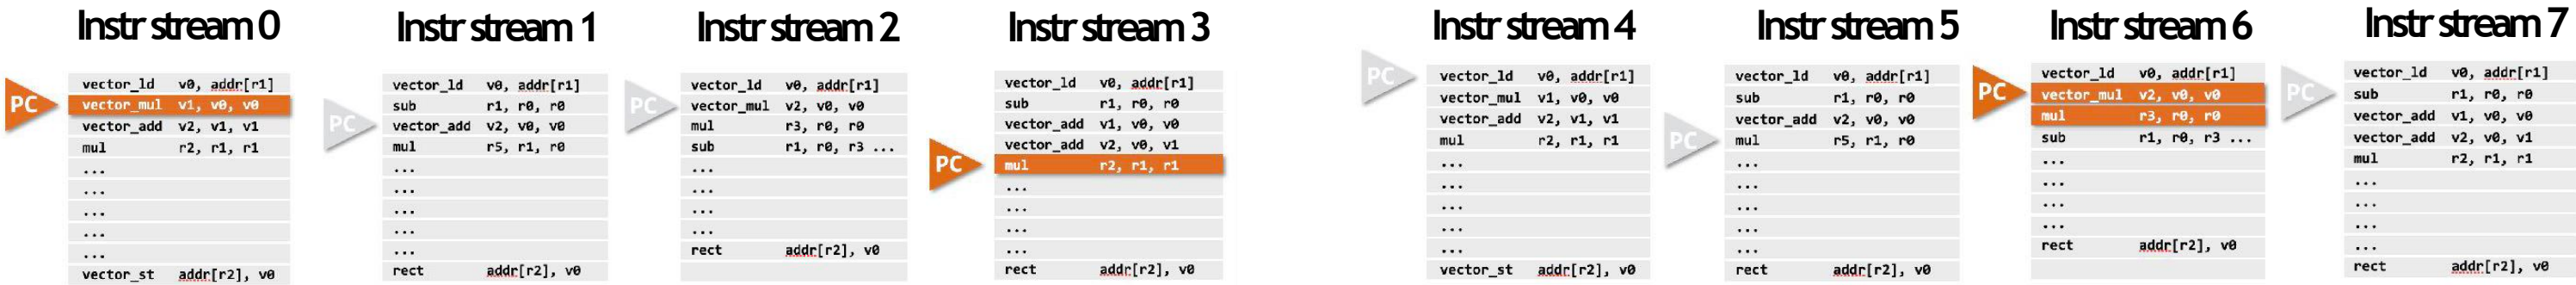 Instr stream 0
PC
vector_ld v0, addr[r1]
vector_mul v1, v0, v0
vector_add v2, v1, v1
mul r2, r1, r1
...
...
...
...
...
vector_st addr[r2], v0
Instr stream 1
PC
vector_ld v0, addr[r1]
sub r1, r0, r0
vector_add v2, v0, v0
mul r5, r1, r0
...
...
...
...
...
rect addr[r2], v0
Instr stream 2
PC
vector_ld v0, addr[r1]
vector_mul v2, v0, v0
mul r3, r0, r0
sub r1, r0, r3 ...
...
...
...
...
rect addr[r2], v0
Instr stream 3
PC
vector_ld v0, addr[r1]
sub r1, r0, r0
vector_add v1, v0, v0
vector_add v2, v0, v1
mul r2, r1, r1
...
...
...
...
rect addr[r2], v0
Instr stream 4
PC
vector_ld v0, addr[r1]
vector_mul v1, v0, v0
vector_add v2, v1, v1
mul r2, r1, r1
...
...
...
...
...
vector_st addr[r2], v0
Instr stream 5
PC
vector_ld v0, addr[r1]
sub r1, r0, r0
vector_add v2, v0, v0
mul r5, r1, r0
...
...
...
...
...
rect addr[r2], v0
Instr stream 6
PC
vector_ld v0, addr[r1]
vector_mul v2, v0, v0
mul r3, r0, r0
sub r1, r0, r3 ...
...
...
...
...
rect addr[r2], v0
Instr stream 7
PC
vector_ld v0, addr[r1]
sub r1, r0, r0
vector_add v1, v0, v0
vector_add v2, v0, v1
mul r2, r1, r1
...
...
...
...
rect addr[r2], v0